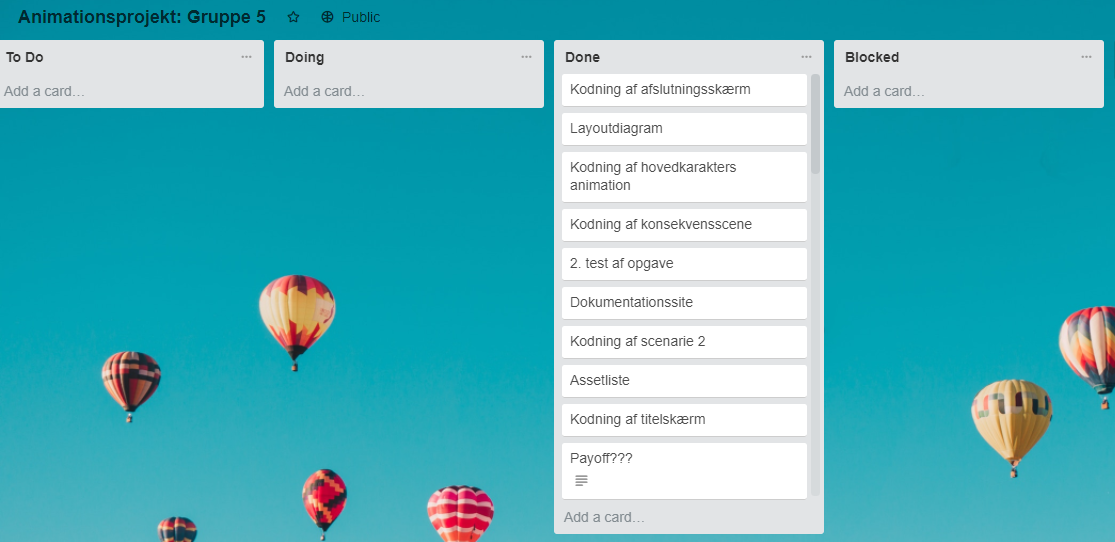 Animationsprojekt: Gruppe 5 Public
To Do
Add a card...
Doing
Add a card...
Done
Kodning af afslutningsskærm
Layoutdiagram
Kodning af hovedkarakters
animation
Kodning af konsekvensscene
2. test af opgave
Dokumentationssite
Kodning af scenarie 2
Assetliste
Kodning af titelskærm
Payoff???
Add a card...
Blocked
Add a card...